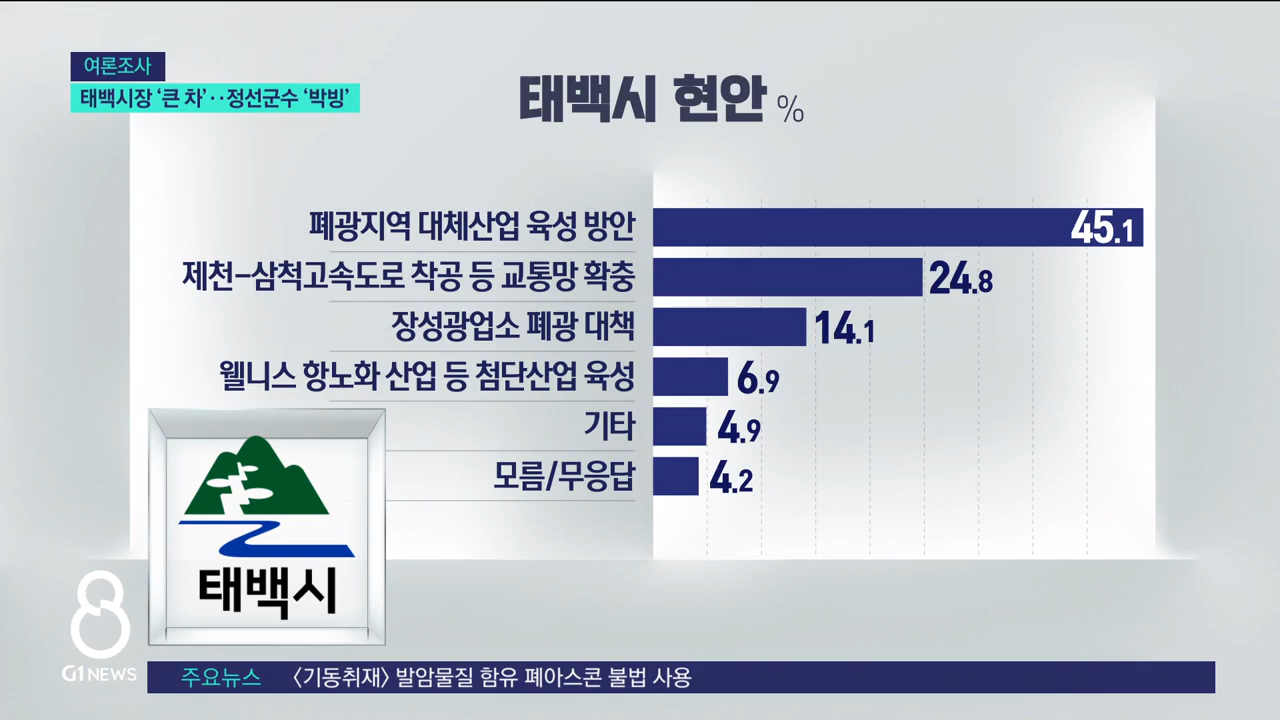 여론조사
태백시장 ‘큰 차’··정선군수 ‘박빙’
태백시 현안 %
폐광지역 대체산업 육성 방안 45.1
제천-삼척고속도로 착공 등 교통망 확충 24.8
장성광업소 폐광 대책 14.1
웰니스 항노화 산업 등 첨단산업 육성 6.9
기타 4.9
모름/무응답 4.2
태백시
8
G1 NEWS
주요뉴스 〈기동취재〉 발암물질 함유 폐아스콘 불법 사용